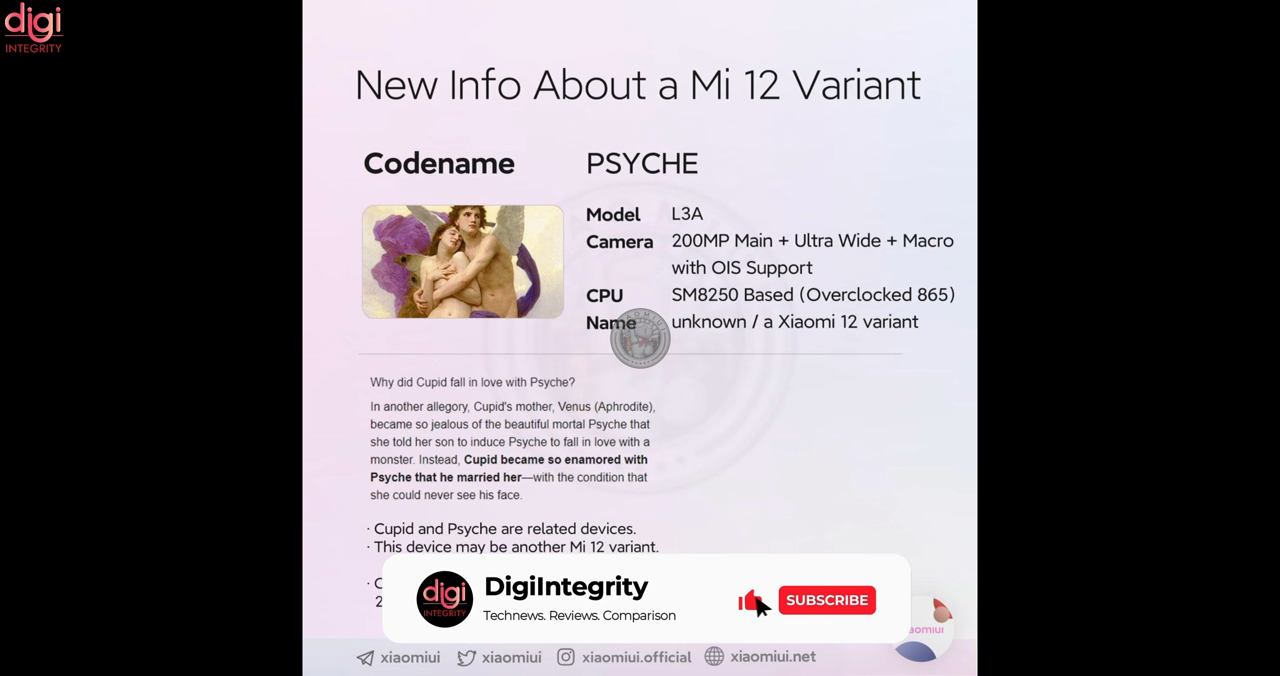 digi
INTEGRITY
New Info About a Mi 12 Variant
Codename PSYCHE
Model L3A
Camera 200MP Main + Ultra Wide + Macro
with OIS Support
CPU SM8250 Based (Overclocked 865)
Name unknown / a Xiaomi 12 variant
XIAOMIUI
Why did Cupid fall in love with Psyche?
In another allegory, Cupid's mother, Venus (Aphrodite),
became so jealous of the beautiful mortal Psyche that
she told her son to induce Psyche to fall in love with a
monster. Instead, Cupid became so enamored with
Psyche that he married her—with the condition that
she could never see his face.
· Cupid and Psyche are related devices.
· This device may be another Mi 12 variant.
· C
2
digi
INTEGRITY
DigiIntegrity
Technews. Reviews. Comparison
SUBSCRIBE
aomiui
xiaomiui xiaomiui xiaomiui.official xiaomiui.net